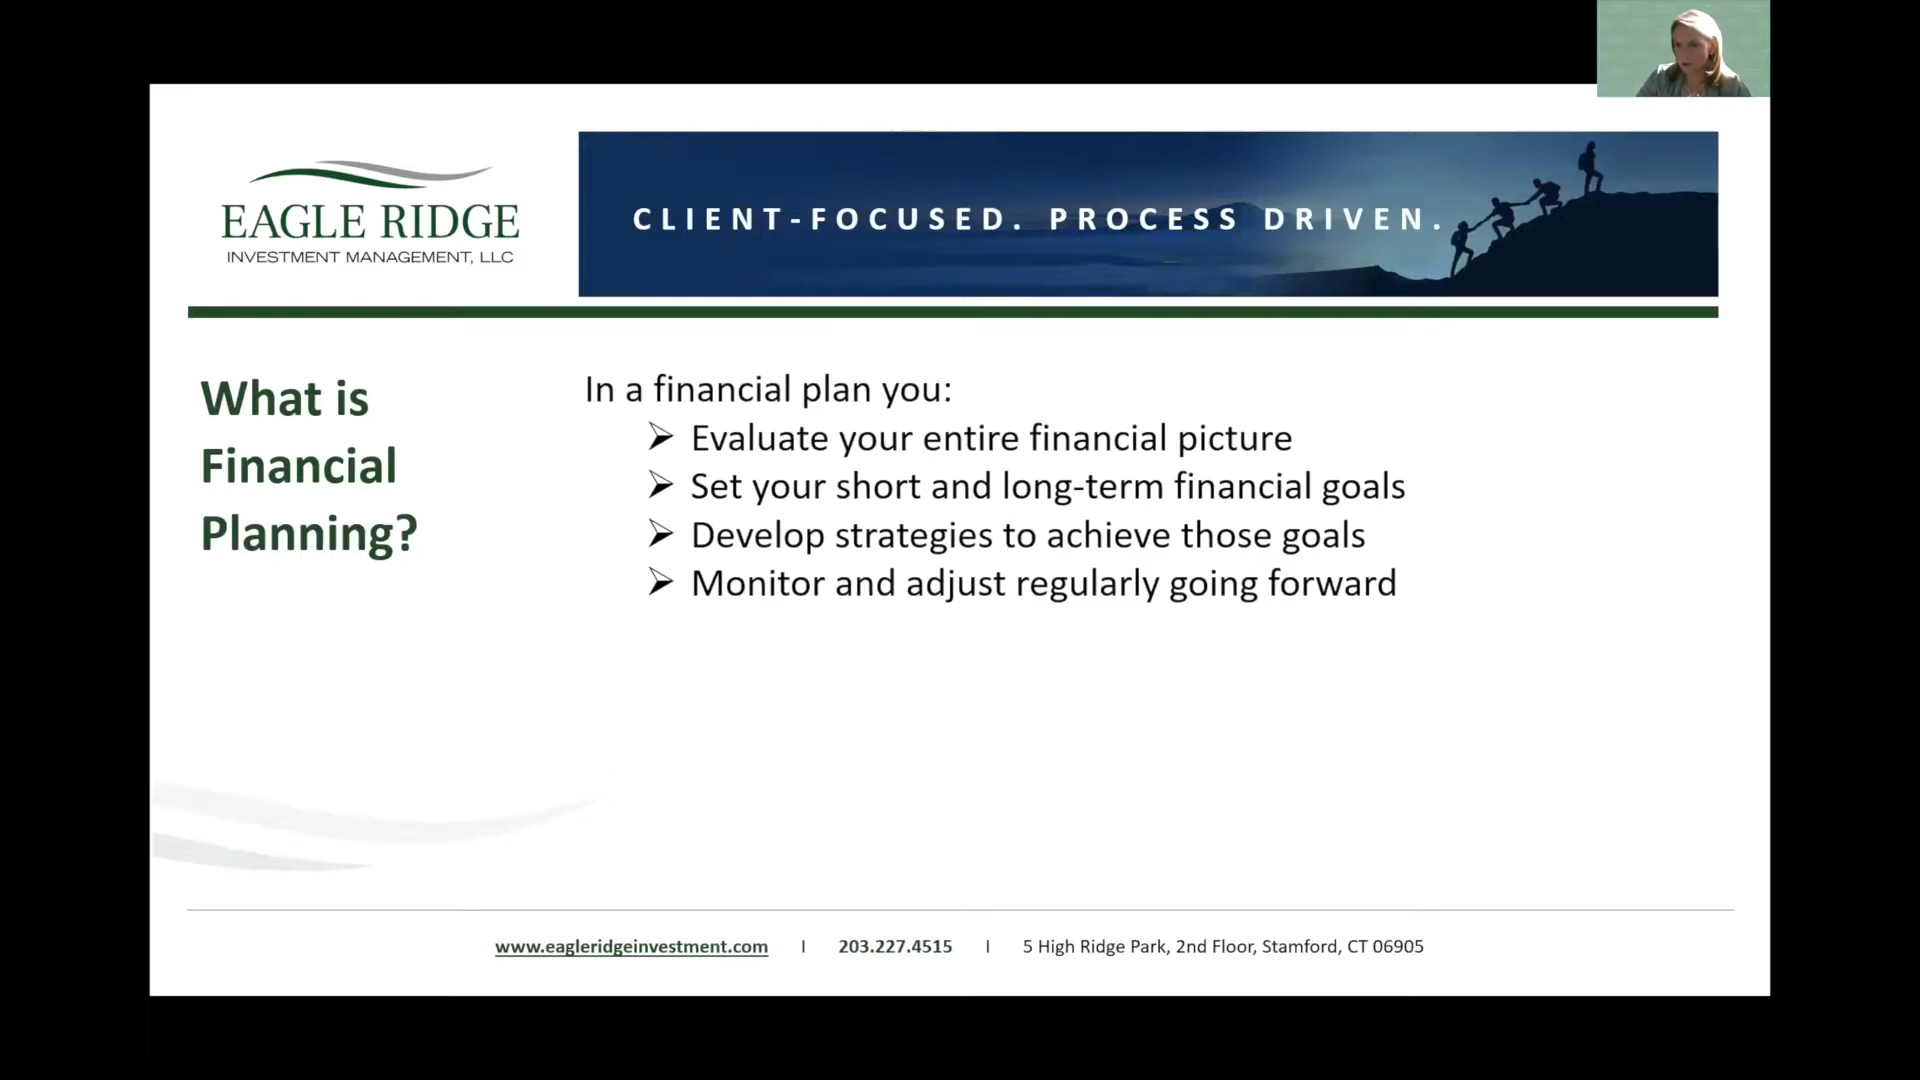 EAGLE RIDGE
INVESTMENT MANAGEMENT, LLC
CLIENT-FOCUSED. PROCESS DRIVEN.
What is
Financial
Planning?
In a financial plan you:
➢ Evaluate your entire financial picture
➢ Set your short and long-term financial goals
➢ Develop strategies to achieve those goals
➢ Monitor and adjust regularly going forward
www.eagleridgeinvestment.com | 203.227.4515 | 5 High Ridge Park, 2nd Floor, Stamford, CT 06905